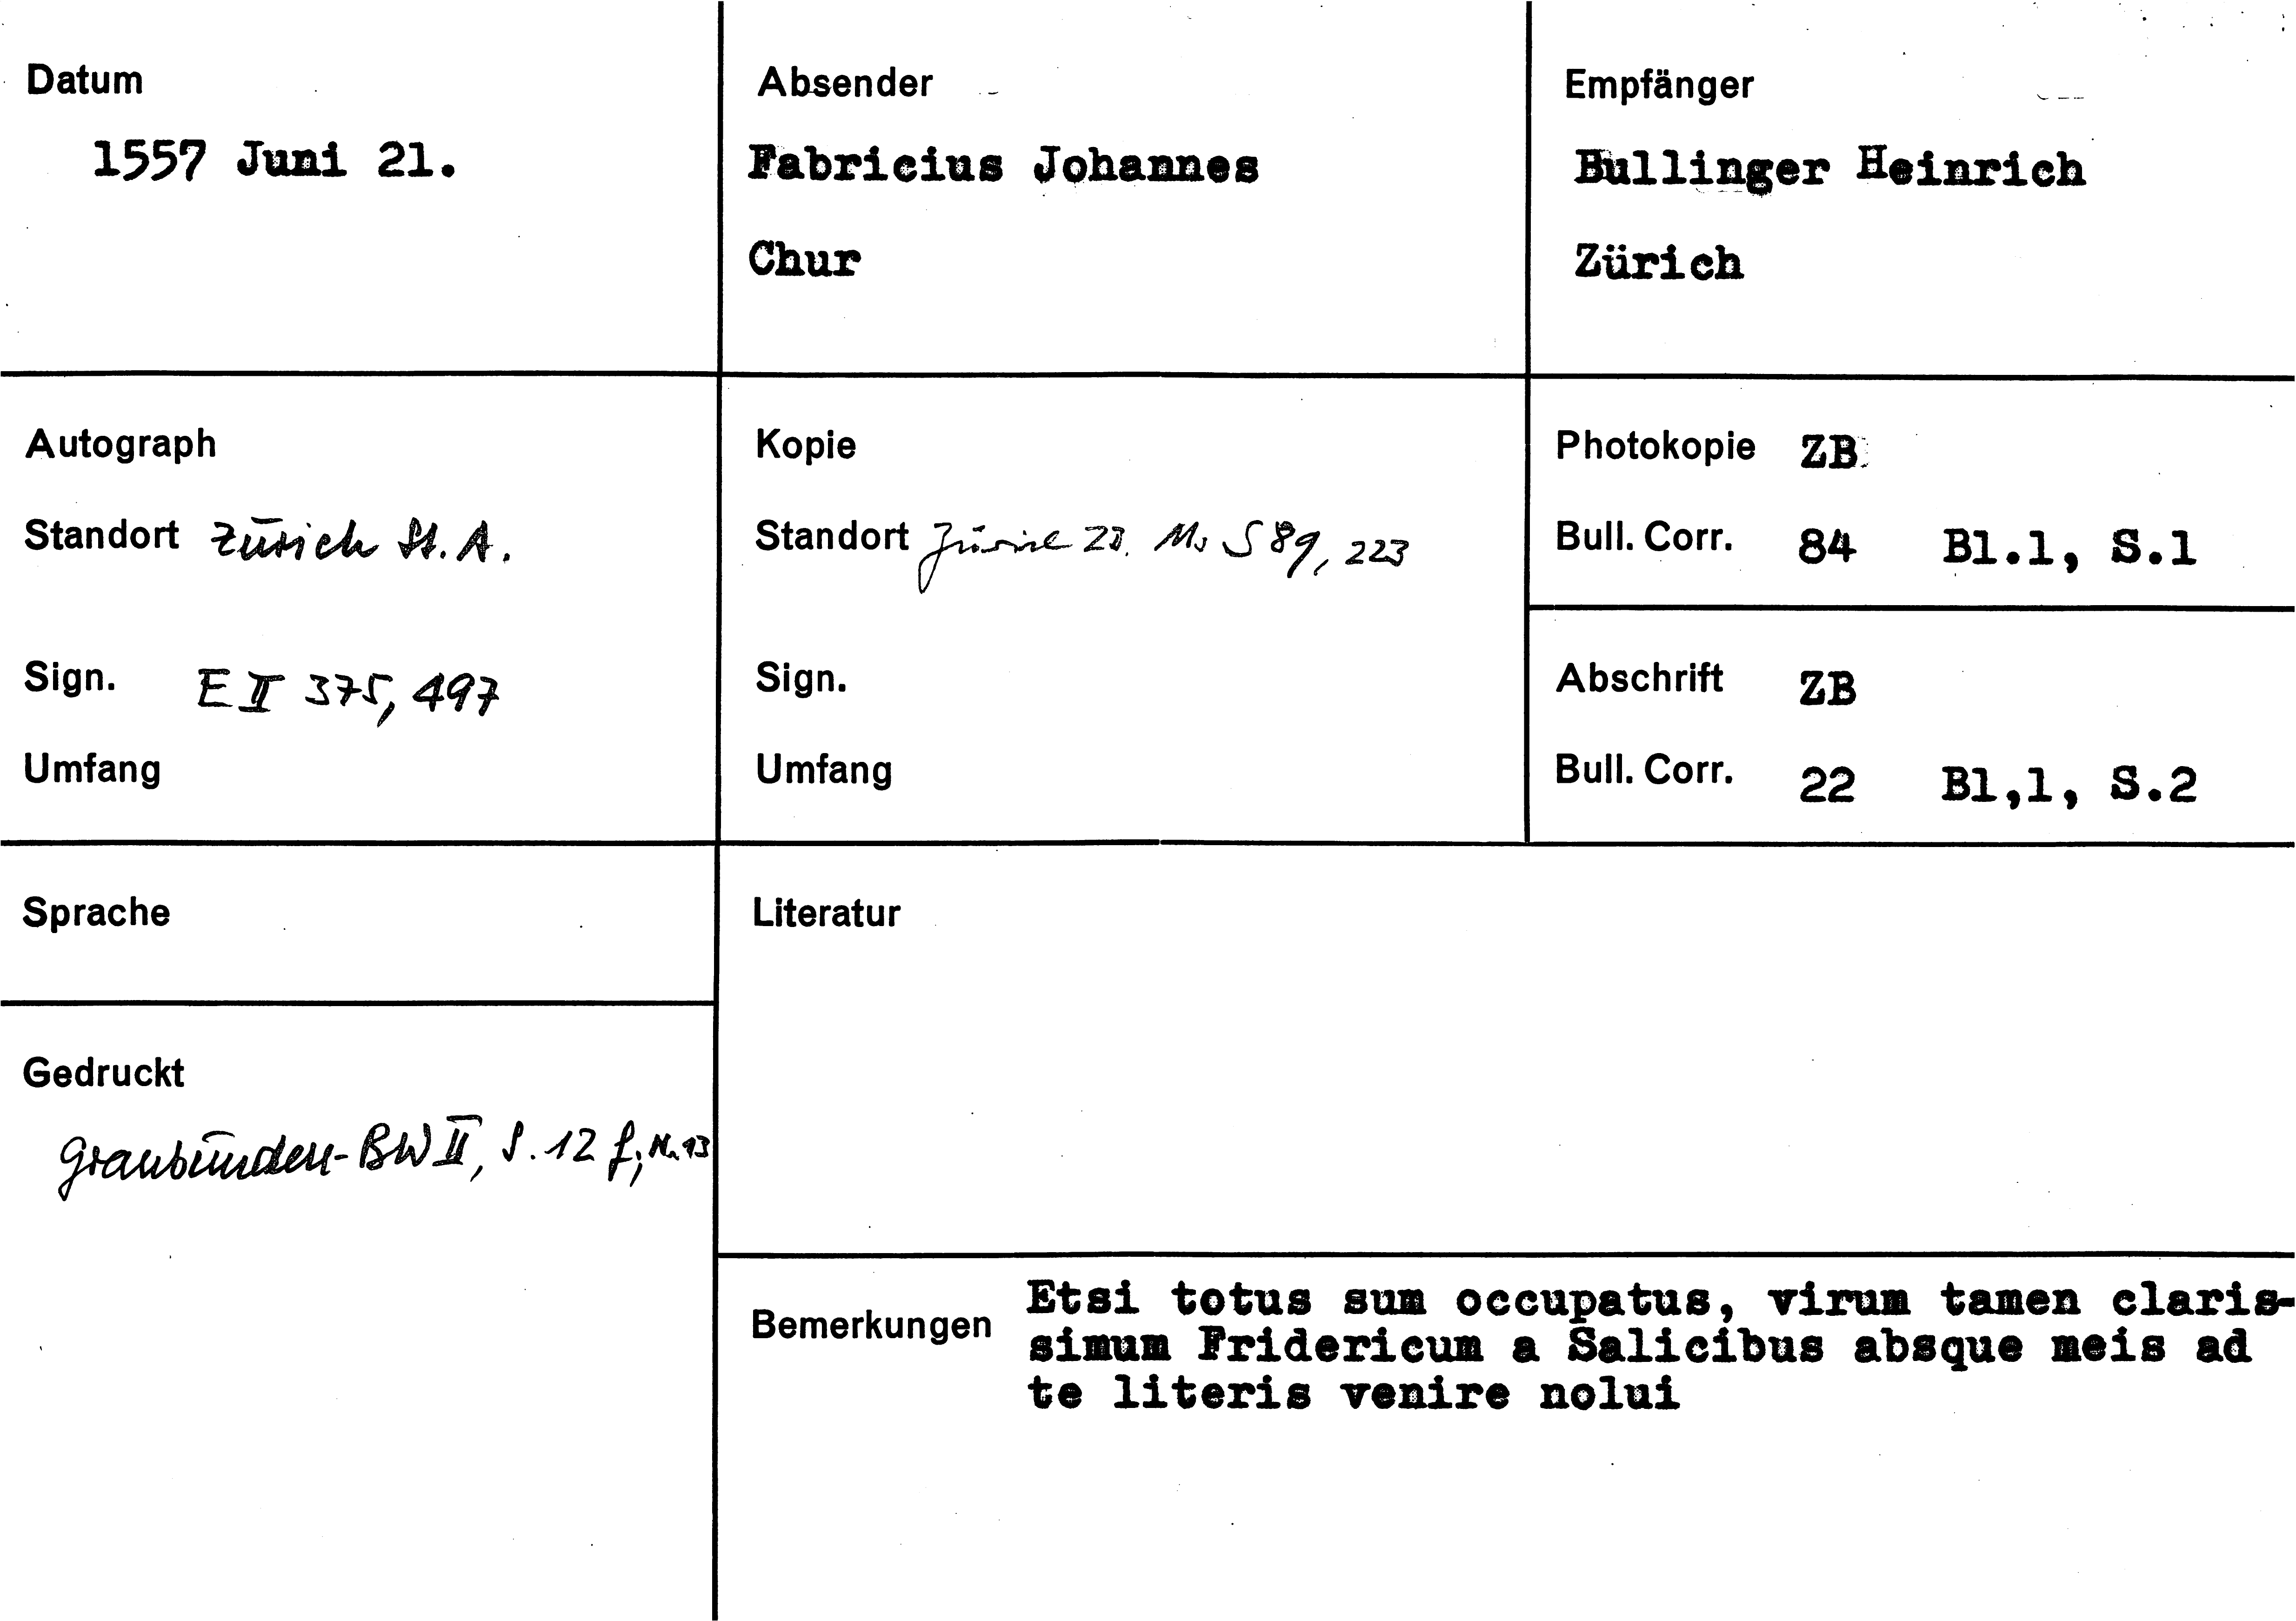 Datum
1557 Juni 21.
Absender
Fabricius Johannes
Chur
Empfänger
Bullinger Heinrich
Zürich
Autograph
Standort Zürich St. A.
Sign. E II 375, 497
Umfang
Kopie
Standort Zürich ZB. Ms S 89, 223
Sign.
Umfang
Photokopie ZB
Bull. Corr. 84 Bl.1, S.1
Abschrift ZB
Bull. Corr. 22 Bl,1, S.2
Sprache
Gedruckt
Graubünden-BW II, S. 12 f; Nr. 13
Literatur
Bemerkungen
Etsi totus sum occupatus, virum tamen claris-
simum Fridericum a Salicibus absque meis ad
te literis venire nolui